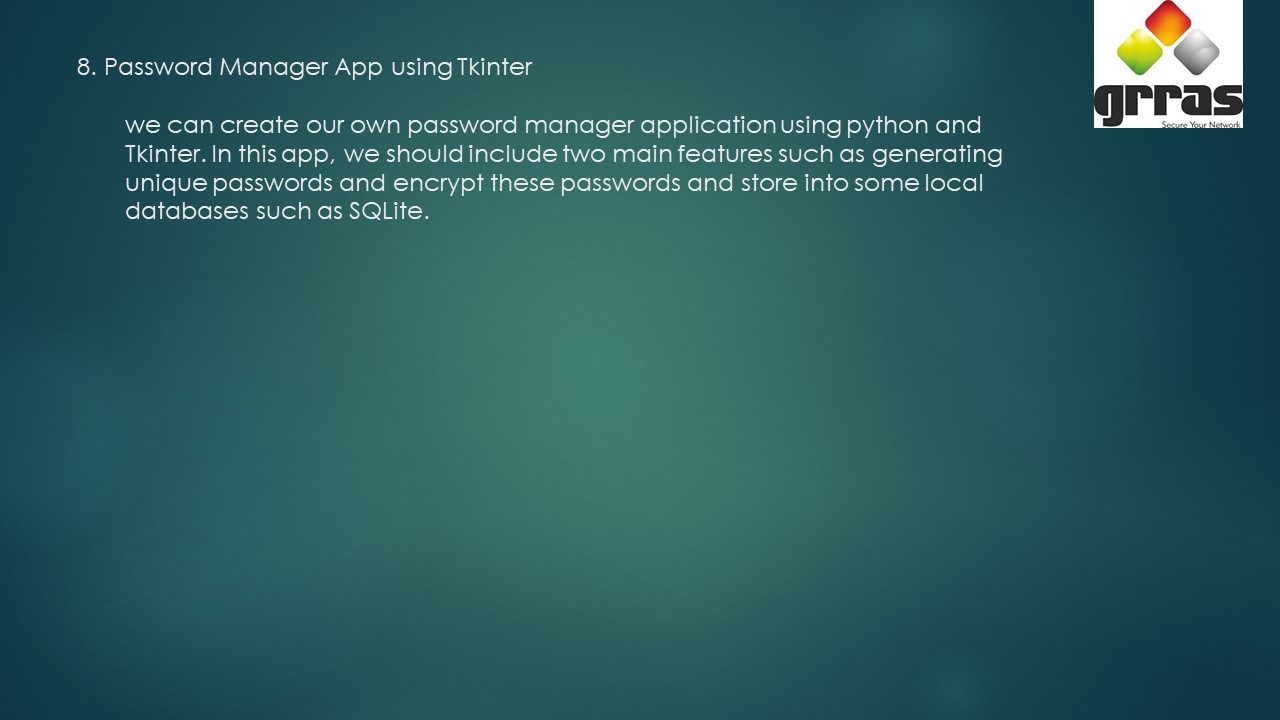 8. Password Manager App using Tkinter
we can create our own password manager application using python and
Tkinter. In this app, we should include two main features such as generating
unique passwords and encrypt these passwords and store into some local
databases such as SQLite.
grras
Secure Your Network